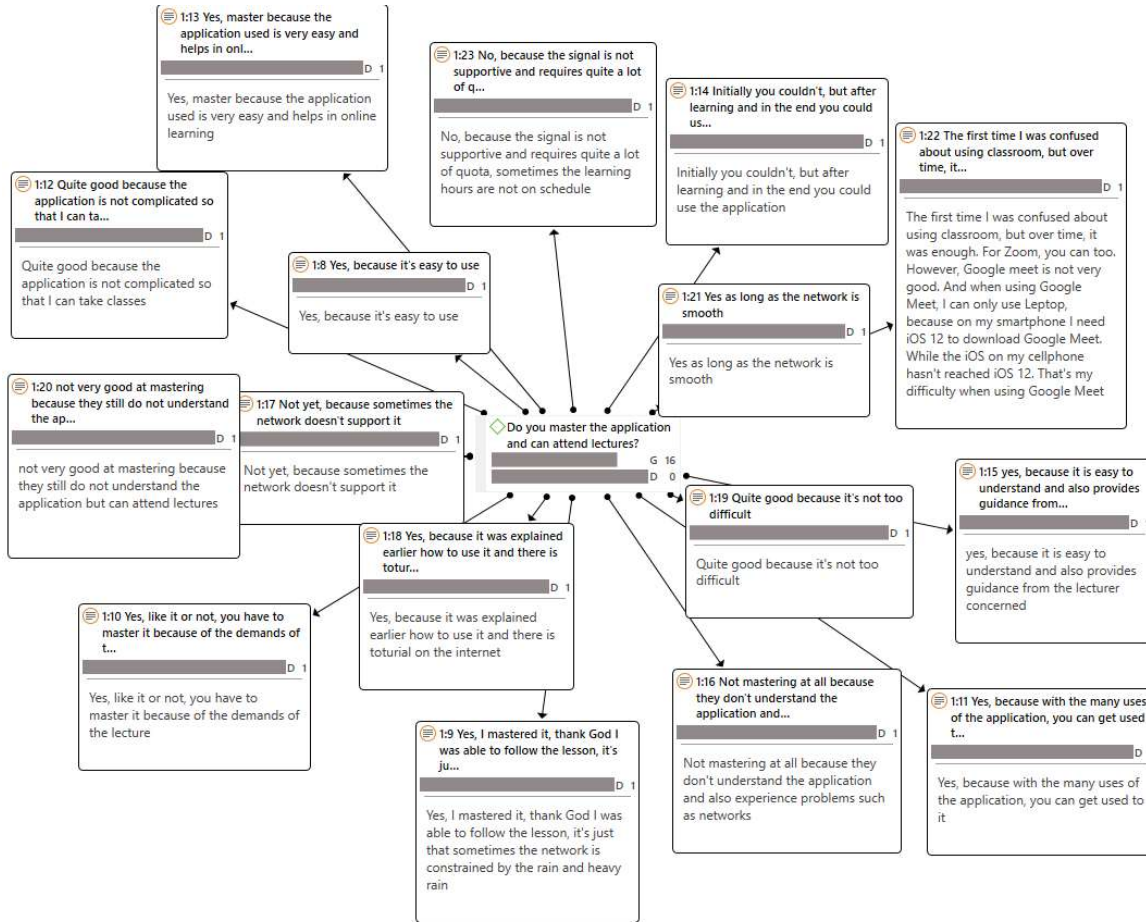 1:13 Yes, master because the
application used is very easy and
helps in onl...
D 1
Yes, master because the application
used is very easy and helps in online
learning
1:23 No, because the signal is not
supportive and requires quite a lot
of q...
D 1
No, because the signal is not
supportive and requires quite a lot
of quota, sometimes the learning
hours are not on schedule
1:14 Initially you couldn't, but after
learning and in the end you could
us...
D 1
Initially you couldn't, but after
learning and in the end you could
use the application
1:22 The first time I was confused
about using classroom, but over
time, it...
D 1
The first time I was confused about
using classroom, but over time, it
was enough. For Zoom, you can too.
However, Google meet is not very
good. And when using Google
Meet, I can only use Leptop,
because on my smartphone I need
iOS 12 to download Google Meet.
While the iOS on my cellphone
hasn't reached iOS 12. That's my
difficulty when using Google Meet
1:12 Quite good because the
application is not complicated so
that I can ta...
D 1
Quite good because the
application is not complicated so
that I can take classes
1:8 Yes, because it's easy to use
D 1
Yes, because it's easy to use
1:21 Yes as long as the network is
smooth
D 1
Yes as long as the network is
smooth
1:20 not very good at mastering
because they still do not understand
the ap...
D 1
not very good at mastering because
they still do not understand the
application but can attend lectures
1:17 Not yet, because sometimes the
network doesn't support it
D 1
Not yet, because sometimes the
network doesn't support it
Do you master the application
and can attend lectures?
G 16
D 0
1:19 Quite good because it's not too
difficult
D 1
Quite good because it's not too
difficult
1:15 yes, because it is easy to
understand and also provides
guidance from...
D
yes, because it is easy to
understand and also provides
guidance from the lecturer
concerned
1:18 Yes, because it was explained
earlier how to use it and there is
totur...
D 1
Yes, because it was explained
earlier how to use it and there is
toturial on the internet
1:10 Yes, like it or not, you have to
master it because of the demands of
t...
D 1
Yes, like it or not, you have to
master it because of the demands of
the lecture
1:16 Not mastering at all because
they don't understand the
application and...
D 1
Not mastering at all because they
don't understand the application
and also experience problems such
as networks
1:11 Yes, because with the many uses
of the application, you can get used
t...
D
Yes, because with the many uses of
the application, you can get used to
it
1:9 Yes, I mastered it, thank God I
was able to follow the lesson, it's
ju...
D 1
Yes, I mastered it, thank God I was
able to follow the lesson, it's just
that sometimes the network is
constrained by the rain and heavy
rain